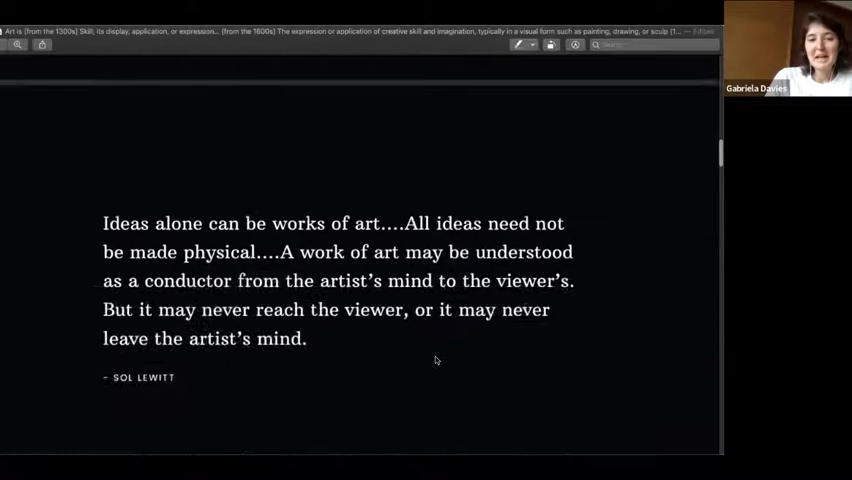 Art is [from the 1300s] Skill; its display, application, or expression... [from the 1600s] The expression or application of creative skill and imagination, typically in a visual form such as painting, drawing, or sculp (1... — Edited
Search
Gabriela Davies
Ideas alone can be works of art....All ideas need not
be made physical....A work of art may be understood
as a conductor from the artist's mind to the viewer's.
But it may never reach the viewer, or it may never
leave the artist's mind.
- SOL LEWITT